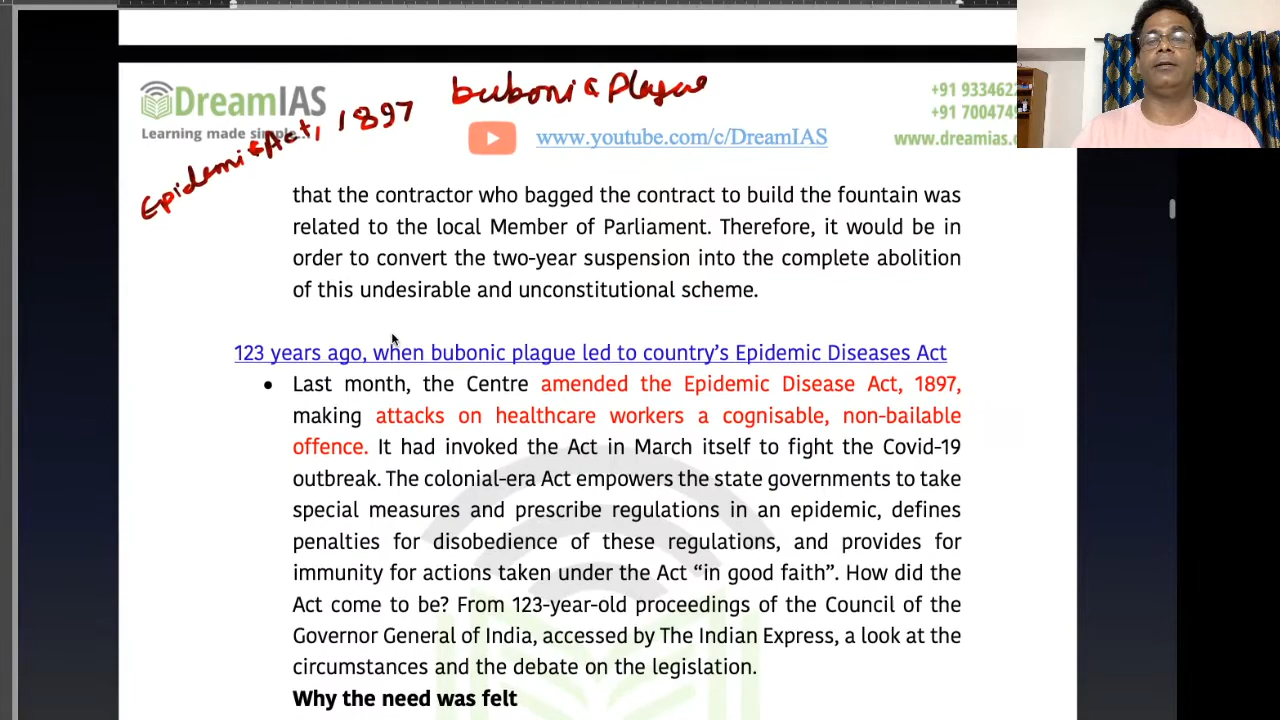 DreamIAS
Learning made simple...
Epidemic Act, 1897
bubonic Plague
www.youtube.com/c/DreamIAS
+91 933462
+91 700474
www.dreamias.
that the contractor who bagged the contract to build the fountain was
related to the local Member of Parliament. Therefore, it would be in
order to convert the two-year suspension into the complete abolition
of this undesirable and unconstitutional scheme.
123 years ago, when bubonic plague led to country’s Epidemic Diseases Act
• Last month, the Centre amended the Epidemic Disease Act, 1897,
making attacks on healthcare workers a cognisable, non-bailable
offence. It had invoked the Act in March itself to fight the Covid-19
outbreak. The colonial-era Act empowers the state governments to take
special measures and prescribe regulations in an epidemic, defines
penalties for disobedience of these regulations, and provides for
immunity for actions taken under the Act “in good faith”. How did the
Act come to be? From 123-year-old proceedings of the Council of the
Governor General of India, accessed by The Indian Express, a look at the
circumstances and the debate on the legislation.
Why the need was felt